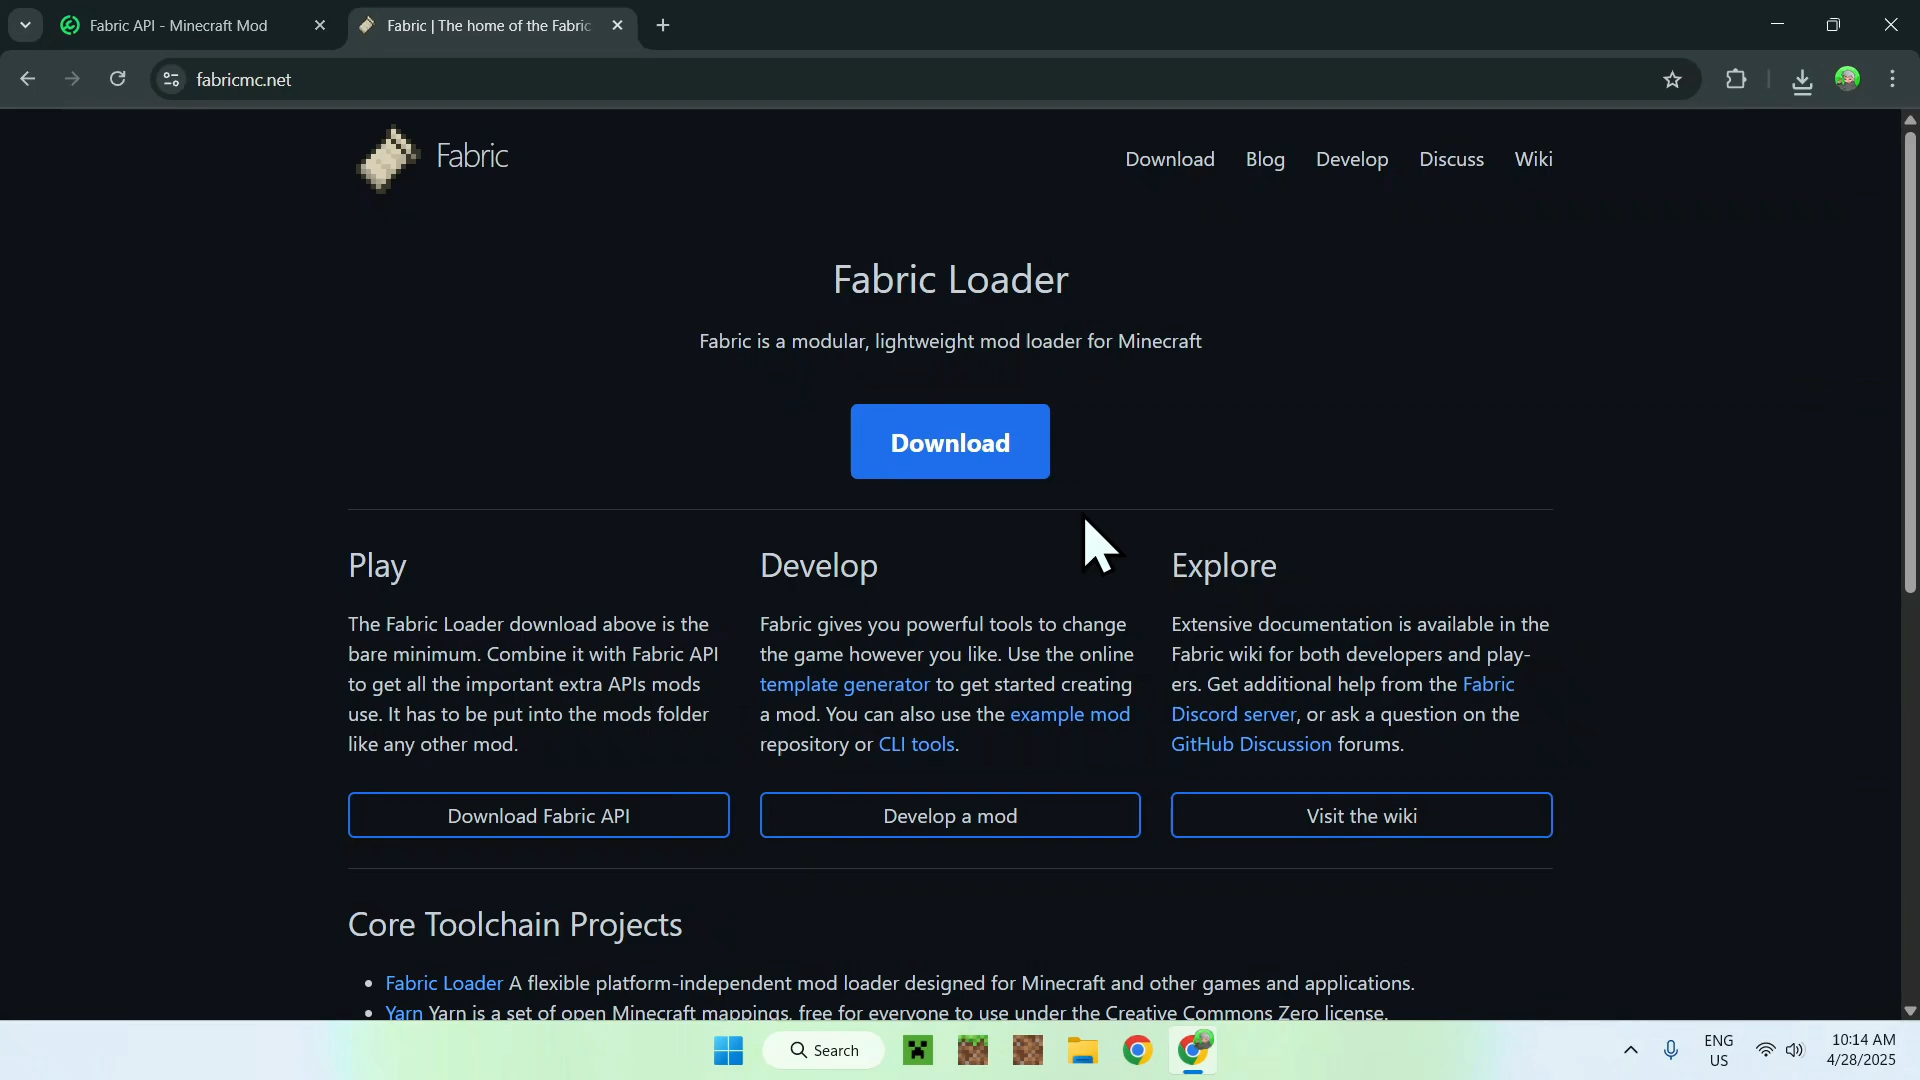 Fabric API - Minecraft Mod
Fabric | The home of the Fabric
fabricmc.net
Fabric
Download Blog Develop Discuss Wiki
Fabric Loader
Fabric is a modular, lightweight mod loader for Minecraft
Download
Play
The Fabric Loader download above is the
bare minimum. Combine it with Fabric API
to get all the important extra APIs mods
use. It has to be put into the mods folder
like any other mod.
Download Fabric API
Develop
Fabric gives you powerful tools to change
the game however you like. Use the online
template generator to get started creating
a mod. You can also use the example mod
repository or CLI tools.
Develop a mod
Explore
Extensive documentation is available in the
Fabric wiki for both developers and play-
ers. Get additional help from the Fabric
Discord server, or ask a question on the
GitHub Discussion forums.
Visit the wiki
Core Toolchain Projects
• Fabric Loader A flexible platform-independent mod loader designed for Minecraft and other games and applications.
• Yarn Yarn is a set of open Minecraft mappings, free for everyone to use under the Creative Commons Zero license.
Search
ENG
US
10:14 AM
4/28/2025